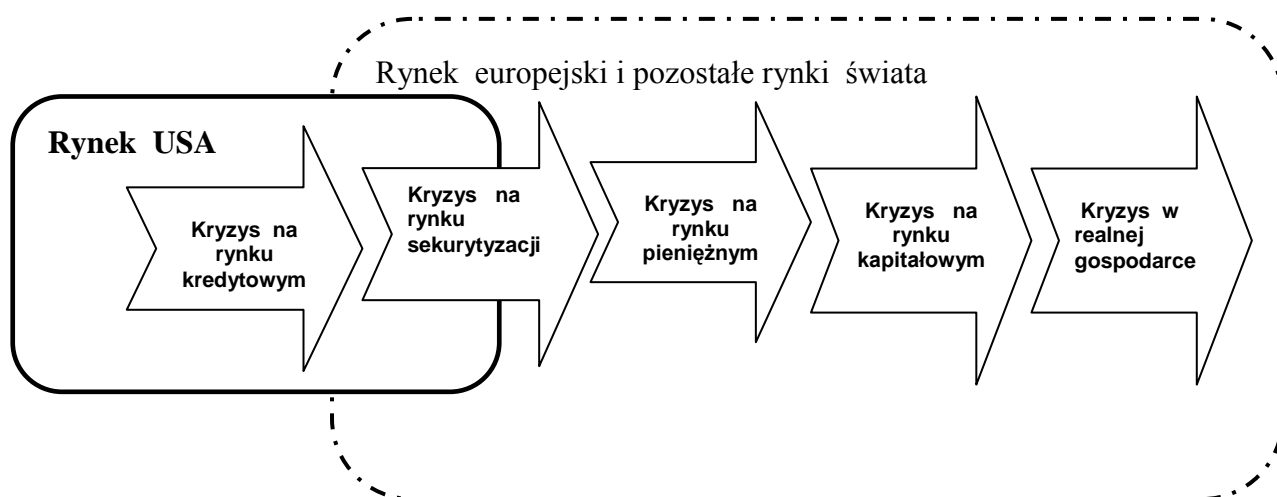 Rynek europejski i pozostałe rynki świata
Rynek USA
Kryzys na
rynku
kredytowym
Kryzys na
rynku
sekurytyzacji
Kryzys na
rynku
pieniężnym
Kryzys na
rynku
kapitałowym
Kryzys w
realnej
gospodarce